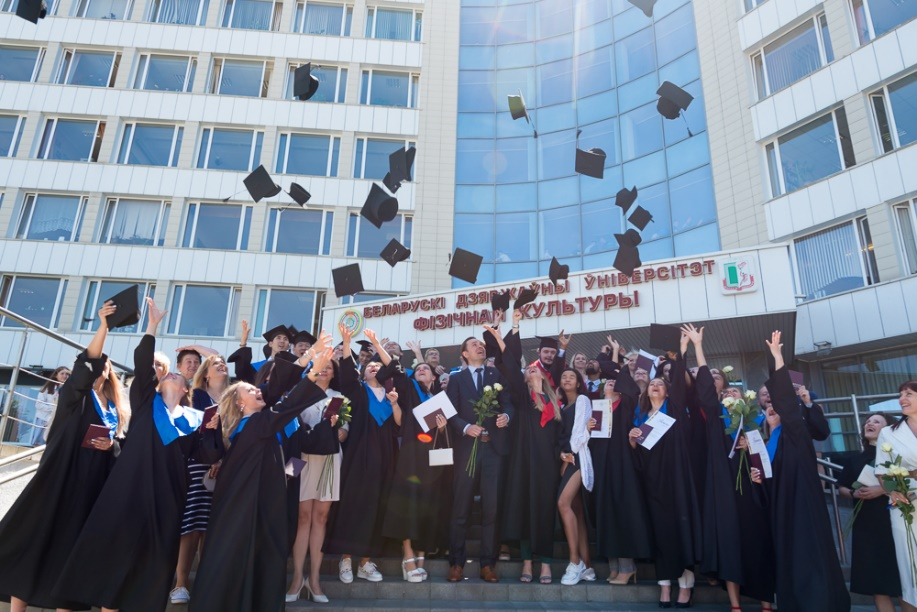 БЕЛАРУСКІ ДЗЯРЖАЎНЫ ЎНІВЕРСІТЭТ
ФІЗІЧНАЙ КУЛЬТУРЫ